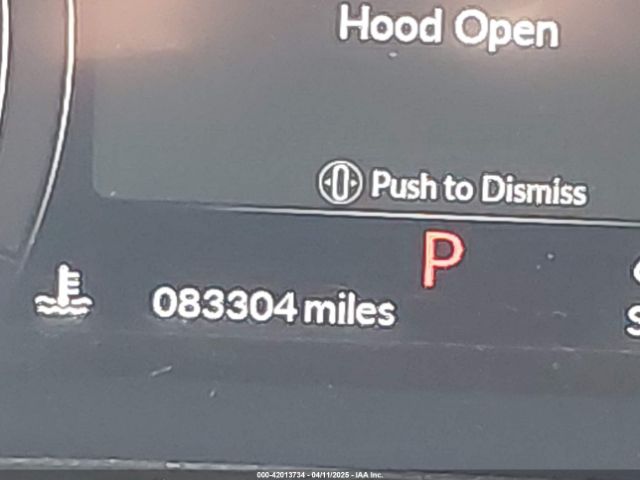 Hood Open
Push to Dismiss
P
083304 miles
S
000-42013734 - 04/11/2025 - IAA Inc.